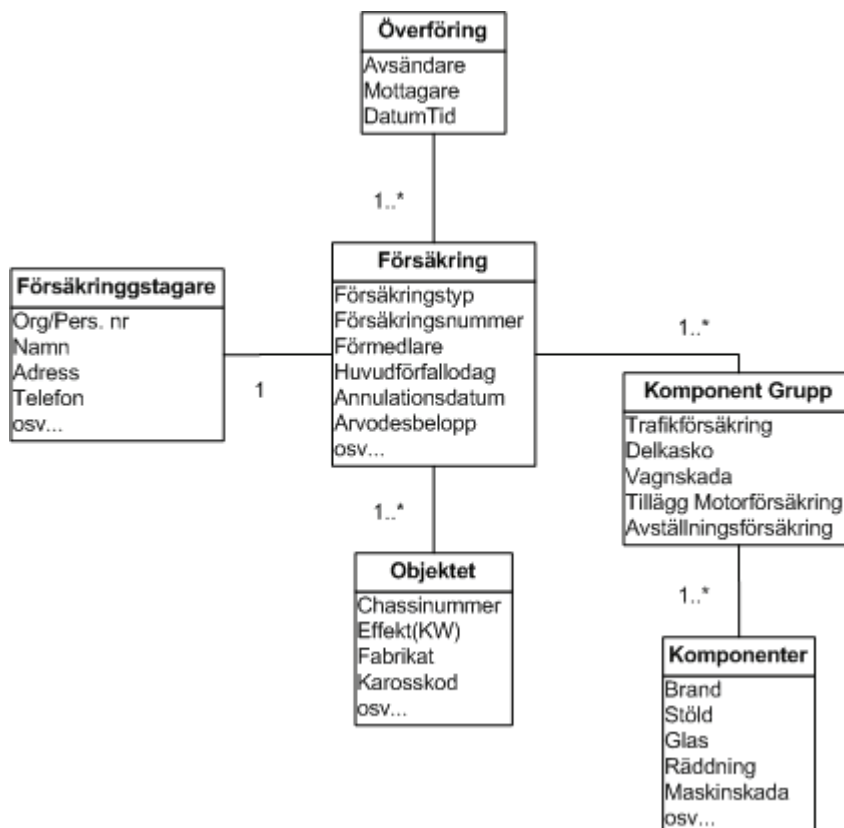 Överföring
Avsändare
Mottagare
DatumTid
1..*
Försäkring
Försäkringstyp
Försäkringsnummer
Förmedlare
Huvudförfallodag
Annulationsdatum
Arvodesbelopp
osv...
Försäkringgstagare
Org/Pers. nr
Namn
Adress
Telefon
osv...
1
1..*
Komponent Grupp
Trafikförsäkring
Delkasko
Vagnskada
Tillägg Motorförsäkring
Avställningsförsäkring
1..*
Objektet
Chassinummer
Effekt(KW)
Fabrikat
Karosskod
osv...
1..*
Komponenter
Brand
Stöld
Glas
Räddning
Maskinskada
osv...